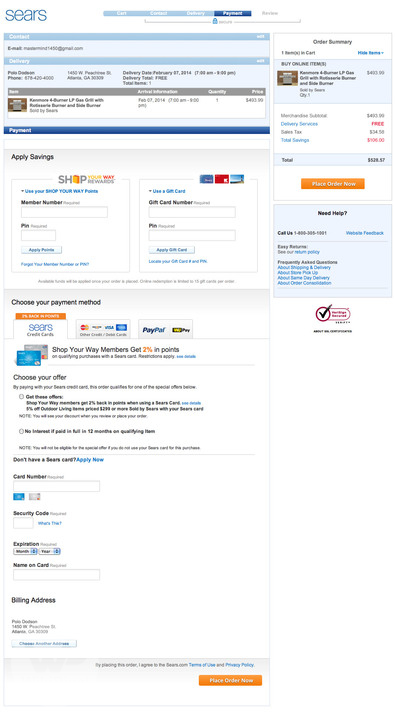 sears
Cart Contact Delivery Payment Review
SECURE
Contact edit
E-mail: mastermind1450@gmail.com
Delivery edit
Polo Dodson
Phone: 678-420-4000
1450 W. Peachtree St.
Atlanta, GA 30309
Delivery Date:February 07, 2014 (7:00 am - 9:00 pm)
Delivery Total: FREE
Total Items: 1
Item Arrival Information Quantity Price
Kenmore 4-Burner LP Gas Grill with Rotisserie Burner and Side Burner
Sold by Sears
Feb.07, 2014 (7:00 am - 9:00 pm)
1
$493.99
Payment
Apply Savings
SHOP YOUR WAY REWARDS
Use your SHOP YOUR WAY Points
Member Number Required
Pin Required
Apply Points
Forgot Your Member Number or PIN?
Use a Gift Card
Gift Card Number Required
Pin Required
Apply Gift Card
Locate your Gift Card # and PIN
Available funds will be applied once your order is placed. Online redemption is limited to 15 gift cards per order.
Choose your payment method
2% BACK IN POINTS
sears
Credit Cards
Other Credit / Debit Cards
PayPal
Shop Your Way Members Get 2% in points
on qualifying purchases with a Sears card. Restrictions apply. see details
Choose your offer
By paying with your Sears credit card, this order qualifies for one of the special offers below.
Get these offers:
Shop Your Way members get 2% back in points when using a Sears Card. see details
5% off Outdoor Living items priced $299 or more Sold by Sears with your Sears card
NOTE: You will see your discount when you review or place your order.
No Interest if paid in full in 12 months on qualifying item
NOTE: You will not be eligible for the special offer if you do not use your Sears card for this purchase.
Don't have a Sears card?Apply Now
Card Number Required
Security Code Required
What's This?
Expiration Required
Month Year
Name on Card Required
Billing Address
Polo Dodson
1450 W. Peachtree St.
Atlanta, GA 30309
Choose Another Address
By placing this order, I agree to the Sears.com Terms of Use and Privacy Policy.
Place Order Now
Order Summary
1 Item(s) in Cart Hide Items
BUY ONLINE ITEM(S)
Kenmore 4-Burner LP Gas Grill with Rotisserie Burner and Side Burner
Sold by Sears
Qty.1
$493.99
Merchandise Subtotal $493.99
Delivery Services FREE
Sales Tax $34.58
Total Savings $106.00
Total $528.57
Place Order Now
Need Help?
Call Us 1-800-305-1001 Website Feedback
Easy Returns:
See our return policy
Frequently Asked Questions
About Shipping & Delivery
About Store Pick Up
About Same Day Delivery
About Order Consolidation
VeriSign
Secured
ABOUT SSL CERTIFICATES